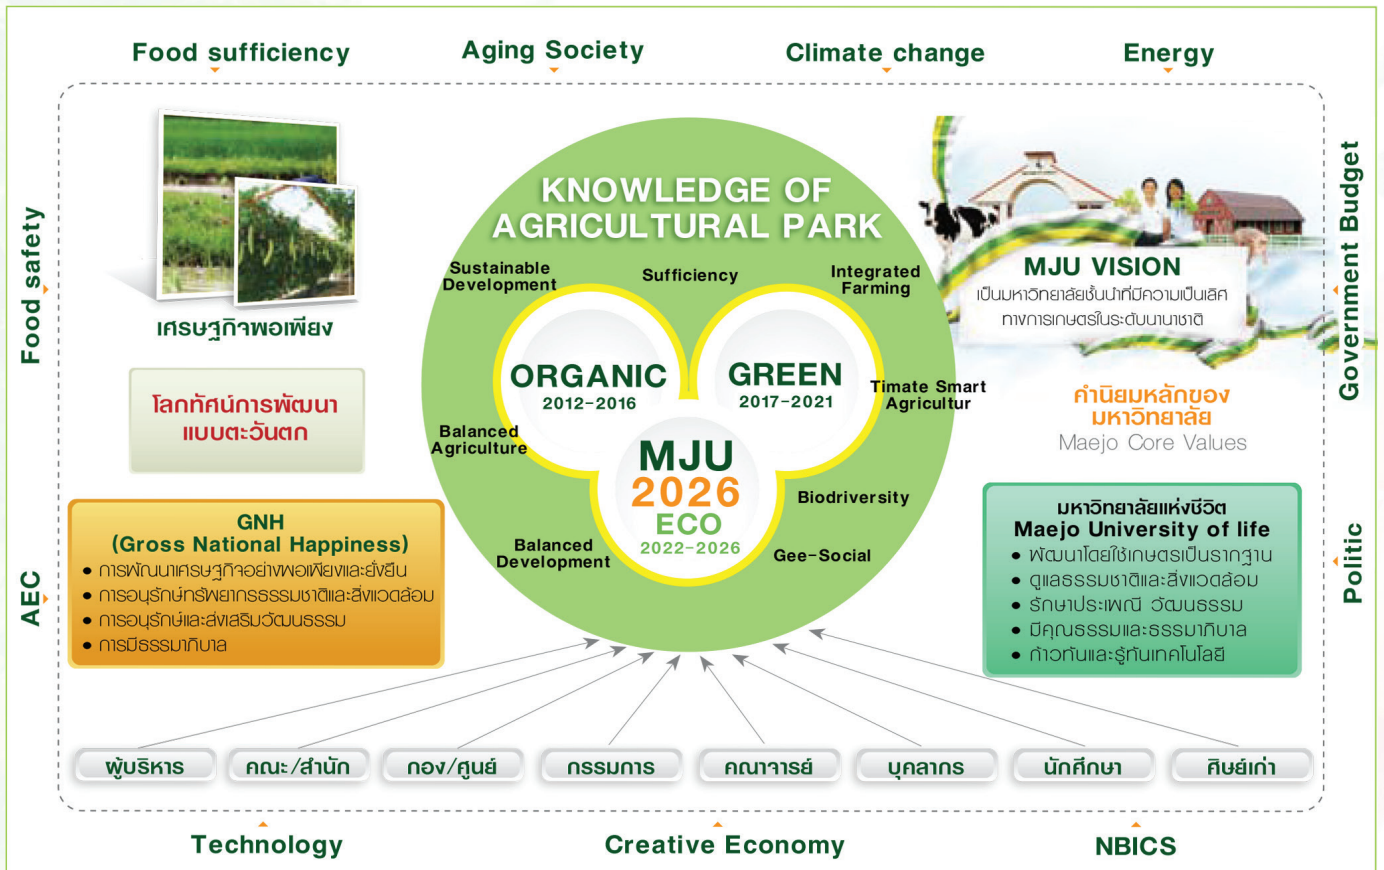 Food sufficiency
Aging Society
Climate change
Energy
Food safety
AEC
Government Budget
Politic
เศรษฐกิจพอเพียง
โลกทัศน์การพัฒนา
แบบตะวันตก
GNH
(Gross National Happiness)
• การพัฒนาเศรษฐกิจอย่างพอเพียงและยั่งยืน
• การอนุรักษ์ทรัพยากรธรรมชาติและสิ่งแวดล้อม
• การอนุรักษ์และส่งเสริมวัฒนธรรม
• การมีธรรมาภิบาล
KNOWLEDGE OF
AGRICULTURAL PARK
Sustainable
Development
Sufficiency
Integrated
Farming
ORGANIC
2012-2016
GREEN
2017-2021
Timate Smart
Agricultur
Balanced
Agriculture
MJU
2026
ECO
2022-2026
Biodriversity
Balanced
Development
Gee-Social
MJU VISION
เป็นมหาวิทยาลัยชั้นนำที่มีความเป็นเลิศ
ทางการเกษตรในระดับนานาชาติ
ค่านิยมหลักของ
มหาวิทยาลัย
Maejo Core Values
มหาวิทยาลัยแห่งชีวิต
Maejo University of life
• พัฒนาโดยใช้เกษตรเป็นรากฐาน
• ดูแลธรรมชาติและสิ่งแวดล้อม
• รักษาประเพณี วัฒนธรรม
• มีคุณธรรมและธรรมาภิบาล
• ก้าวทันและรู้ทันเทคโนโลยี
ผู้บริหาร
คณะ/สำนัก
กอง/ศูนย์
กรรมการ
คณาจารย์
บุคลากร
นักศึกษา
ศิษย์เก่า
Technology
Creative Economy
NBICS